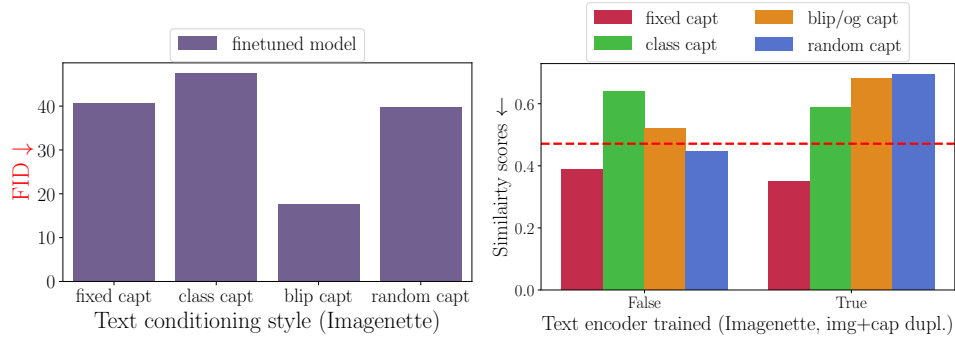 finetuned model
FID ↓
40
30
20
10
0
fixed capt class capt blip capt random capt
Text conditioning style (Imagenette)
fixed capt blip/og capt
class capt random capt
Similairty scores ←
0.6
0.4
0.2
0.0
False True
Text encoder trained (Imagenette, img+cap dupl.)